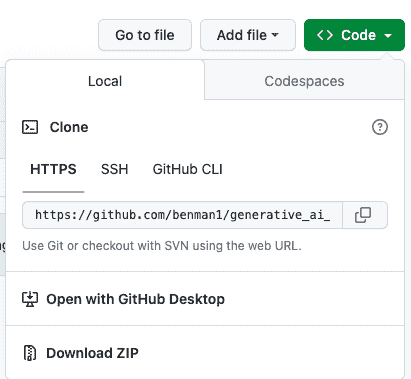 Go to file Add file Code
Local Codespaces
Clone
HTTPS SSH GitHub CLI
https://github.com/benman1/generative_ai_
Use Git or checkout with SVN using the web URL.
Open with GitHub Desktop
Download ZIP